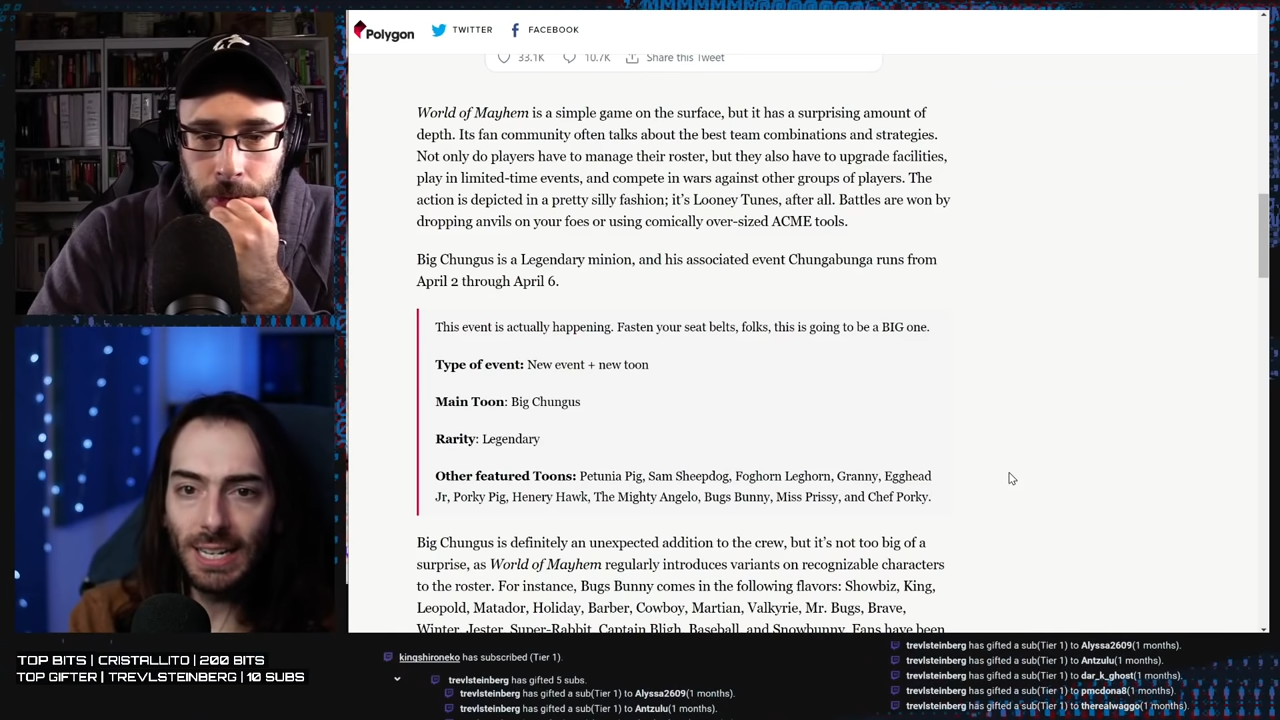 Polygon
TWITTER
FACEBOOK
33.1K
10.7K
Share this Tweet
World of Mayhem is a simple game on the surface, but it has a surprising amount of
depth. Its fan community often talks about the best team combinations and strategies.
Not only do players have to manage their roster, but they also have to upgrade facilities,
play in limited-time events, and compete in wars against other groups of players. The
action is depicted in a pretty silly fashion; it’s Looney Tunes, after all. Battles are won by
dropping anvils on your foes or using comically over-sized ACME tools.
Big Chungus is a Legendary minion, and his associated event Chungabunga runs from
April 2 through April 6.
This event is actually happening. Fasten your seat belts, folks, this is going to be a BIG one.
Type of event: New event + new toon
Main Toon: Big Chungus
Rarity: Legendary
Other featured Toons: Petunia Pig, Sam Sheepdog, Foghorn Leghorn, Granny, Egghead
Jr, Porky Pig, Henery Hawk, The Mighty Angelo, Bugs Bunny, Miss Prissy, and Chef Porky.
Big Chungus is definitely an unexpected addition to the crew, but it’s not too big of a
surprise, as World of Mayhem regularly introduces variants on recognizable characters
to the roster. For instance, Bugs Bunny comes in the following flavors: Showbiz, King,
Leopold, Matador, Holiday, Barber, Cowboy, Martian, Valkyrie, Mr. Bugs, Brave,
Winter, Jester, Super-Rabbit, Captain Bligh, Baseball, and Snowbunny. Fans have been
TOP BITS | CRISTALLITO | 200 BITS
TOP GIFTER | TREVLSTEINBERG | 10 SUBS
kingshironeko has subscribed (Tier 1).
trevlsteinberg has gifted 5 subs.
trevlsteinberg has gifted a sub(Tier 1) to Alyssa2609(1 months).
trevlsteinberg has gifted a sub(Tier 1) to Antzulu(1 months).
trevlsteinberg has gifted a sub(Tier 1) to Alyssa2609(1 months).
trevlsteinberg has gifted a sub(Tier 1) to Antzulu(1 months).
trevlsteinberg has gifted a sub(Tier 1) to dar_k_ghost(1 months).
trevlsteinberg has gifted a sub(Tier 1) to pmcdona8(1 months).
trevlsteinberg has gifted a sub(Tier 1) to therealwaggo(1 months).